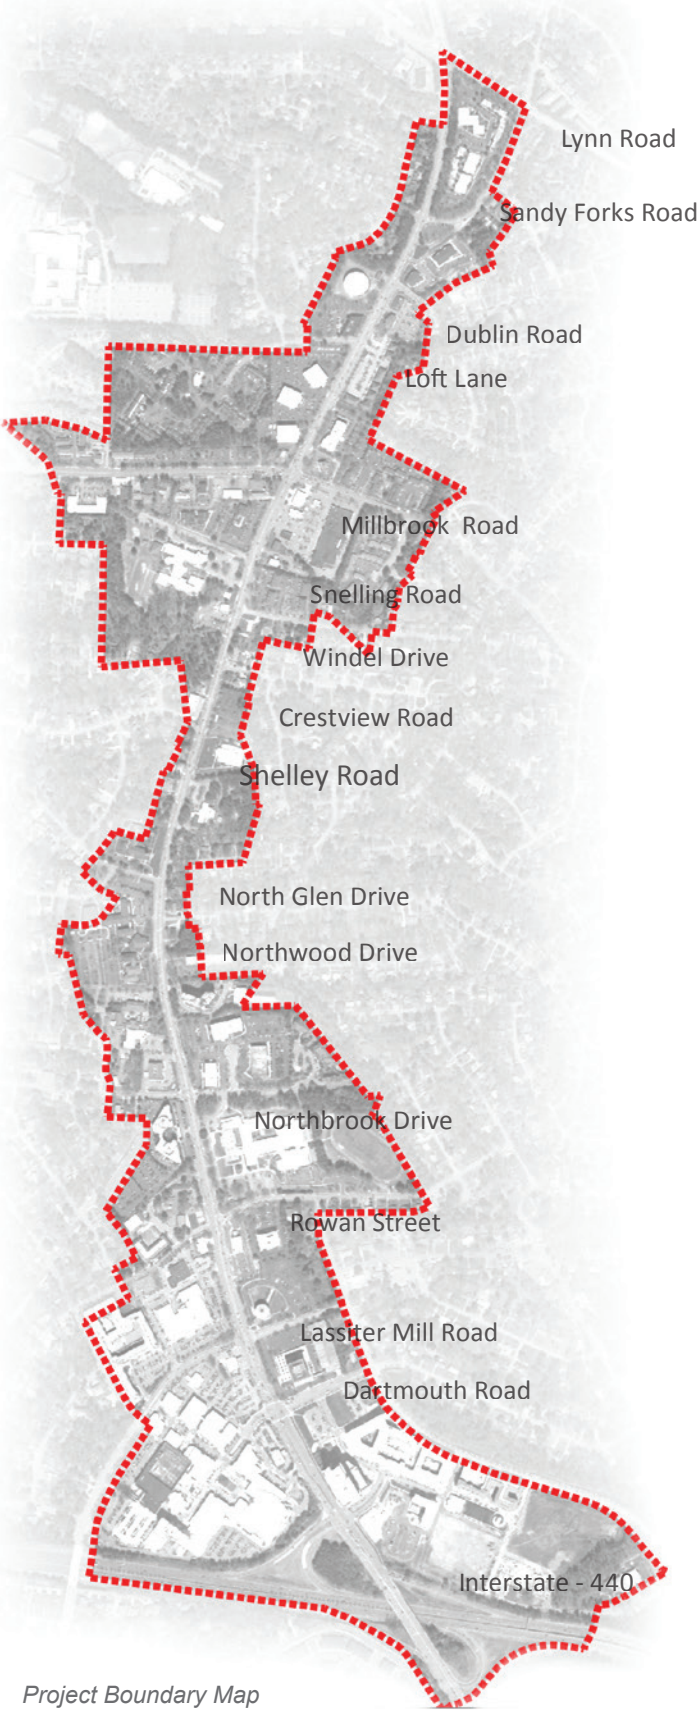 Lynn Road
Sandy Forks Road
Dublin Road
Loft Lane
Millbrook  Road
Snelling Road
Windel Drive
Crestview Road
Shelley Road
North Glen Drive
Northwood Drive
Northbrook Drive
Rowan Street
Lassiter Mill Road
Dartmouth Road
Interstate - 440
Project Boundary Map